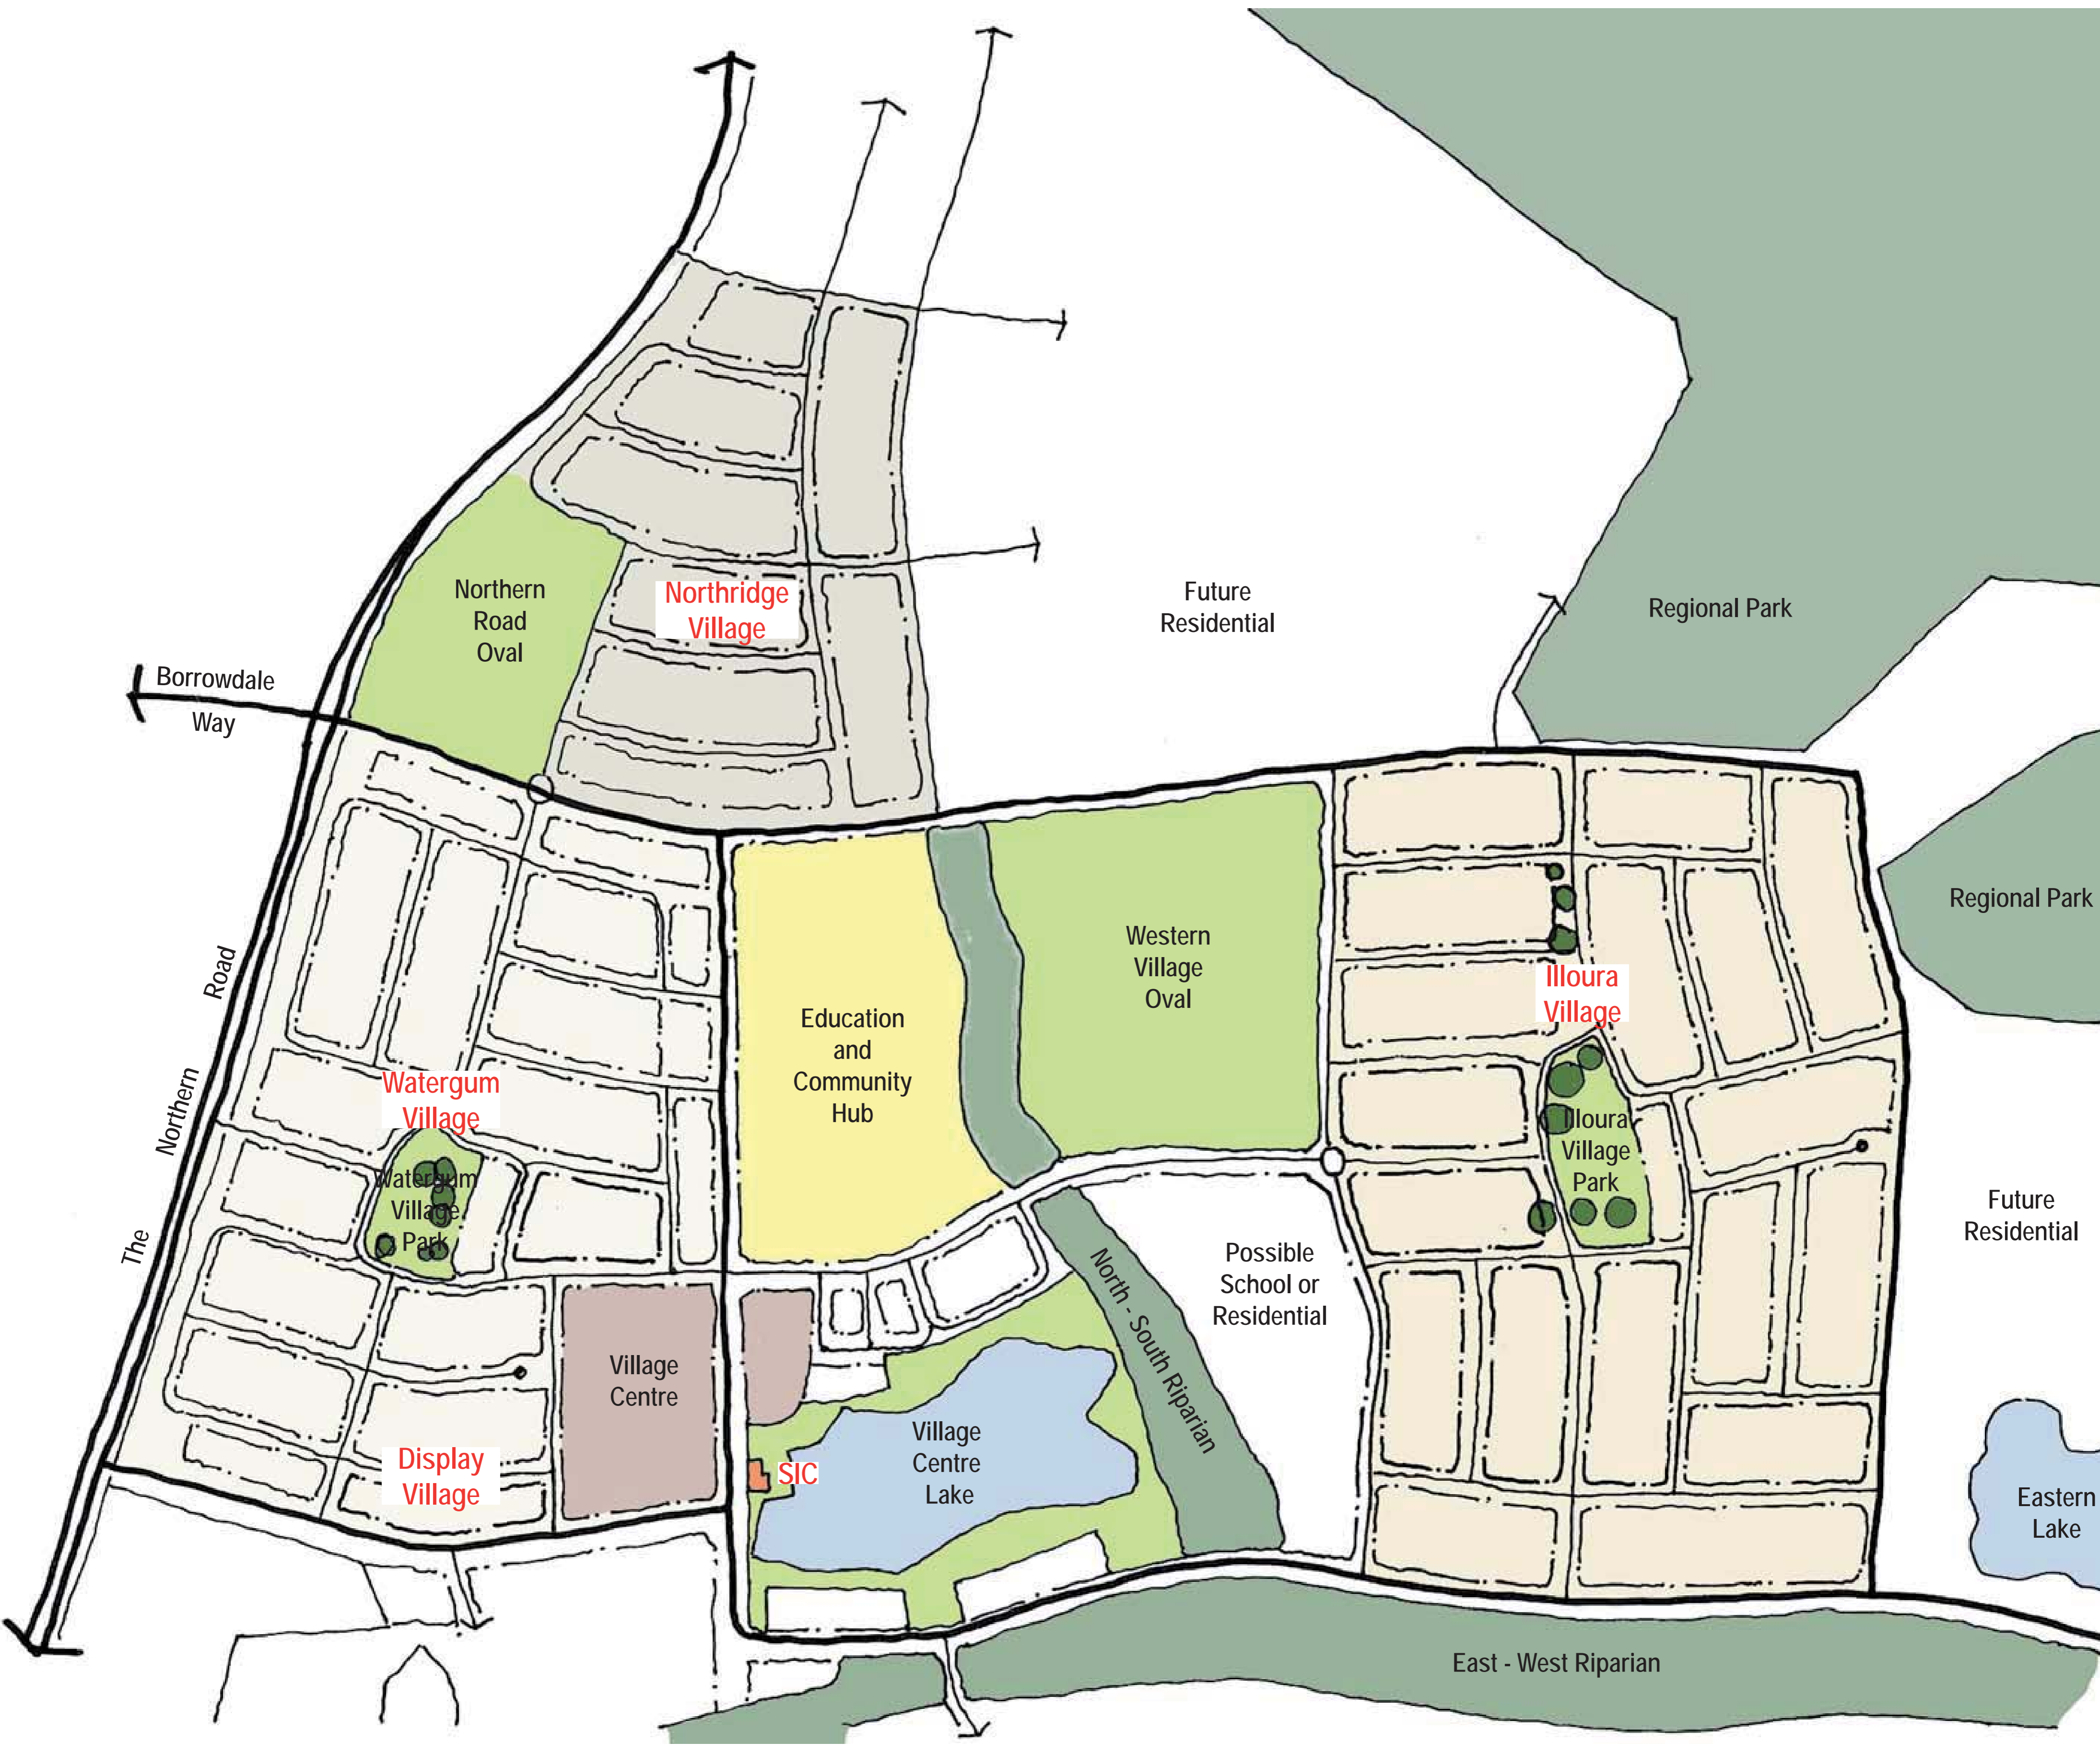 Northern
Road
Oval
Northridge
Village
Future
Residential
Regional Park
Borrowdale
Way
Regional Park
Western
Village
Oval
Illoura
Village
Education
and
Community
Hub
The Northern Road
Watergum
Village
Watergum
Village
Park
Illoura
Village
Park
Future
Residential
Possible
School or
Residential
North - South Riparian
Village
Centre
Village
Centre
Lake
Display
Village
SIC
Eastern
Lake
East - West Riparian